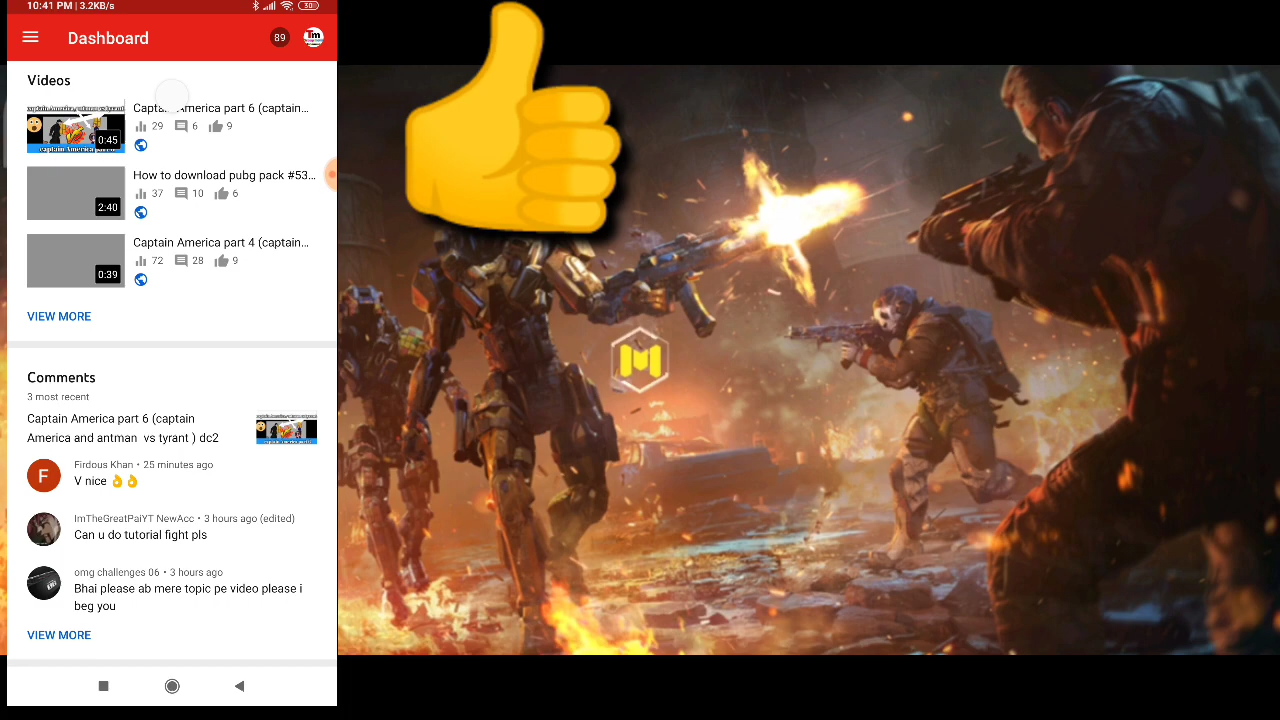 10:41 PM | 3.2KB/s
30
Dashboard
89
Tm
Videos
Captain America part 6 (captain...
29 6 9
0:45
How to download pubg pack #53...
37 10 6
2:40
Captain America part 4 (captain...
72 28 9
0:39
VIEW MORE
Comments
3 most recent
Captain America part 6 (captain
America and antman vs tyrant ) dc2
F
Firdous Khan • 25 minutes ago
V nice 👌👌
ImTheGreatPaiYT NewAcc • 3 hours ago (edited)
Can u do tutorial fight pls
omg challenges 06 • 3 hours ago
Bhai please ab mere topic pe video please i
beg you
VIEW MORE